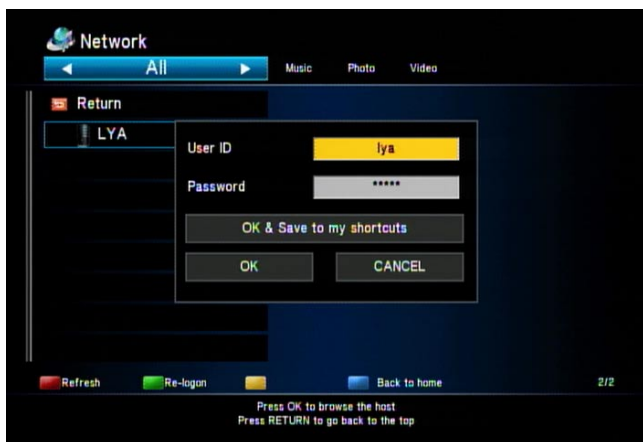 Network
All
Music
Photo
Video
Return
LYA
User ID
lya
Password
*****
OK & Save to my shortcuts
OK
CANCEL
Refresh
Re-logon
Back to home
2/2
Press OK to browse the host
Press RETURN to go back to the top